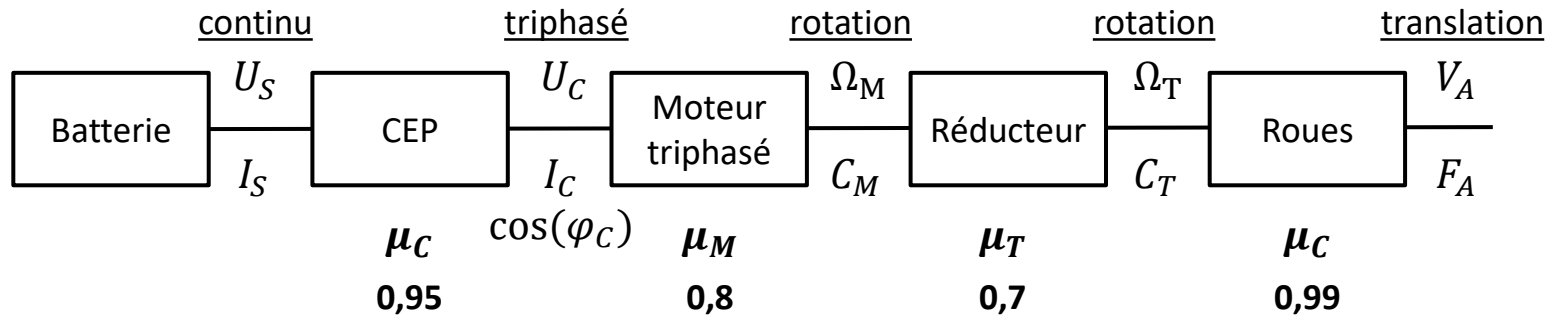 continu triphasé rotation rotation translation
U_S U_C Ω_M Ω_T V_A
Batterie CEP Moteur triphasé Réducteur Roues
I_S I_C C_M C_T F_A
cos(φ_C)
μ_C μ_M μ_T μ_C
0,95 0,8 0,7 0,99